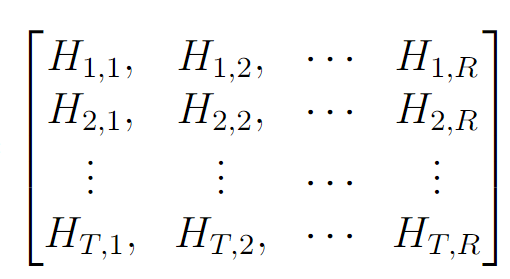 H_{1,1}, H_{1,2}, ⋯ H_{1,R}
H_{2,1}, H_{2,2}, ⋯ H_{2,R}
⋮ ⋮ ⋯ ⋮
H_{T,1}, H_{T,2}, ⋯ H_{T,R}